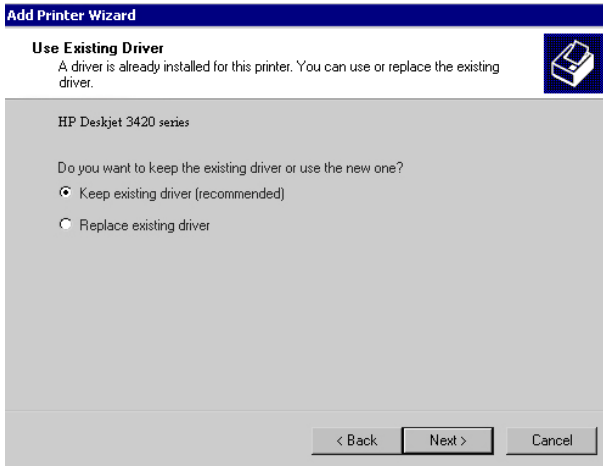 Add Printer Wizard
Use Existing Driver
A driver is already installed for this printer. You can use or replace the existing
driver.
HP Deskjet 3420 series
Do you want to keep the existing driver or use the new one?
Keep existing driver (recommended)
Replace existing driver
< Back Next > Cancel